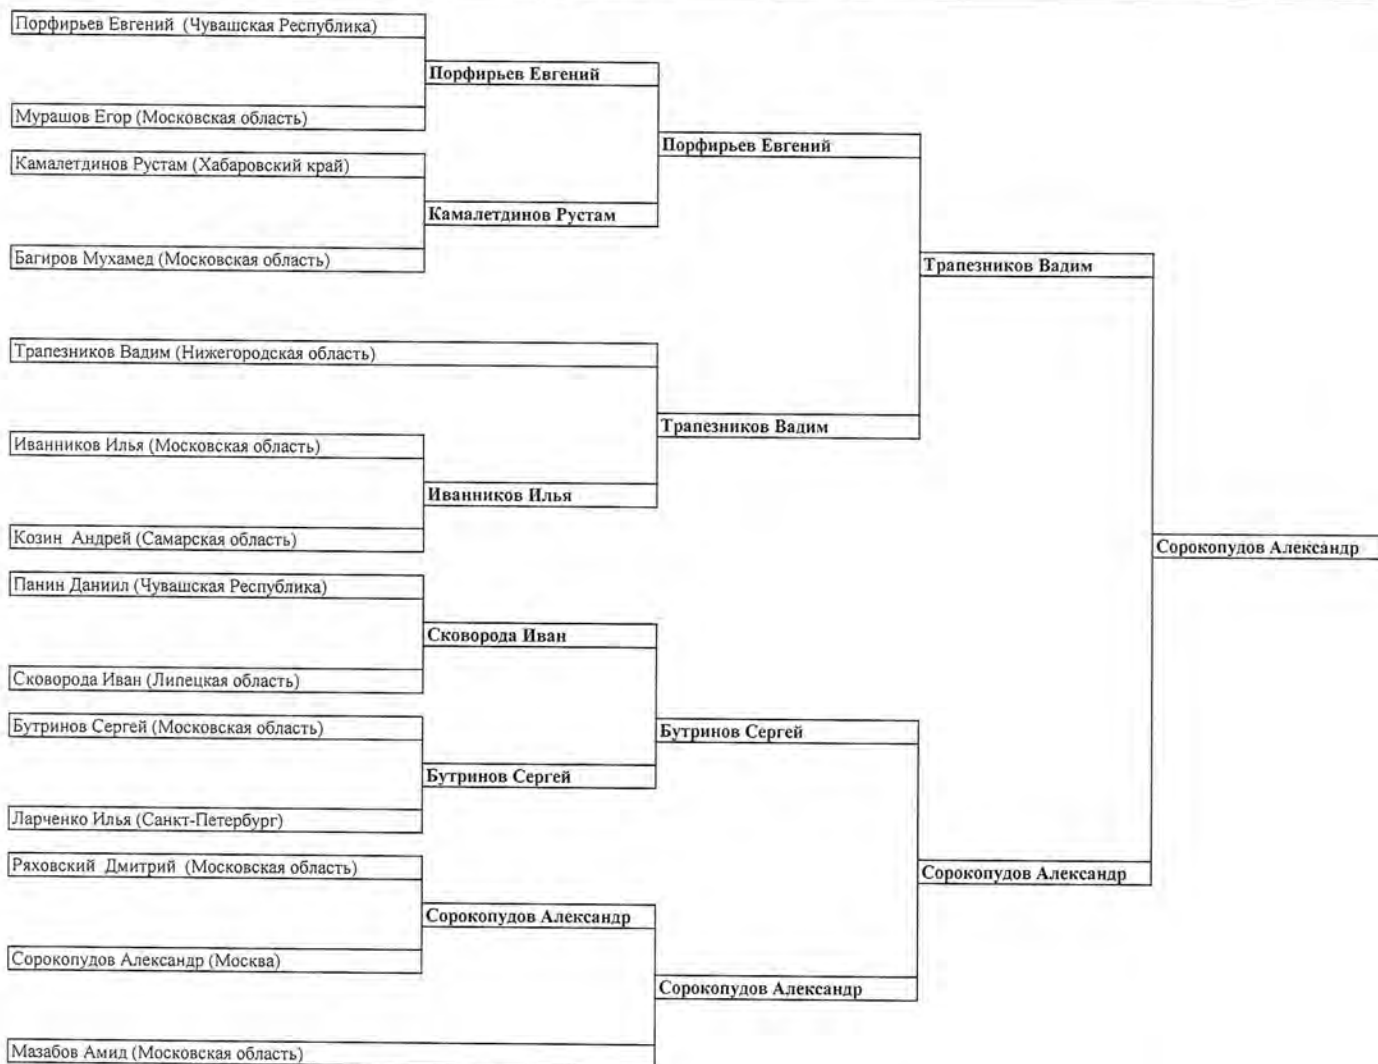 Порфирьев Евгений (Чувашская Республика)
Порфирьев Евгений
Мурашов Егор (Московская область)
Порфирьев Евгений
Камалетдинов Рустам (Хабаровский край)
Камалетдинов Рустам
Багиров Мухамед (Московская область)
Трапезников Вадим
Трапезников Вадим (Нижегородская область)
Трапезников Вадим
Иванников Илья (Московская область)
Иванников Илья
Козин Андрей (Самарская область)
Сорокопудов Александр
Панин Даниил (Чувашская Республика)
Сковорода Иван
Сковорода Иван (Липецкая область)
Бутринов Сергей (Московская область)
Бутринов Сергей
Бутринов Сергей
Ларченко Илья (Санкт-Петербург)
Ряховский Дмитрий (Московская область)
Сорокопудов Александр
Сорокопудов Александр
Сорокопудов Александр (Москва)
Сорокопудов Александр
Мазабов Амид (Московская область)